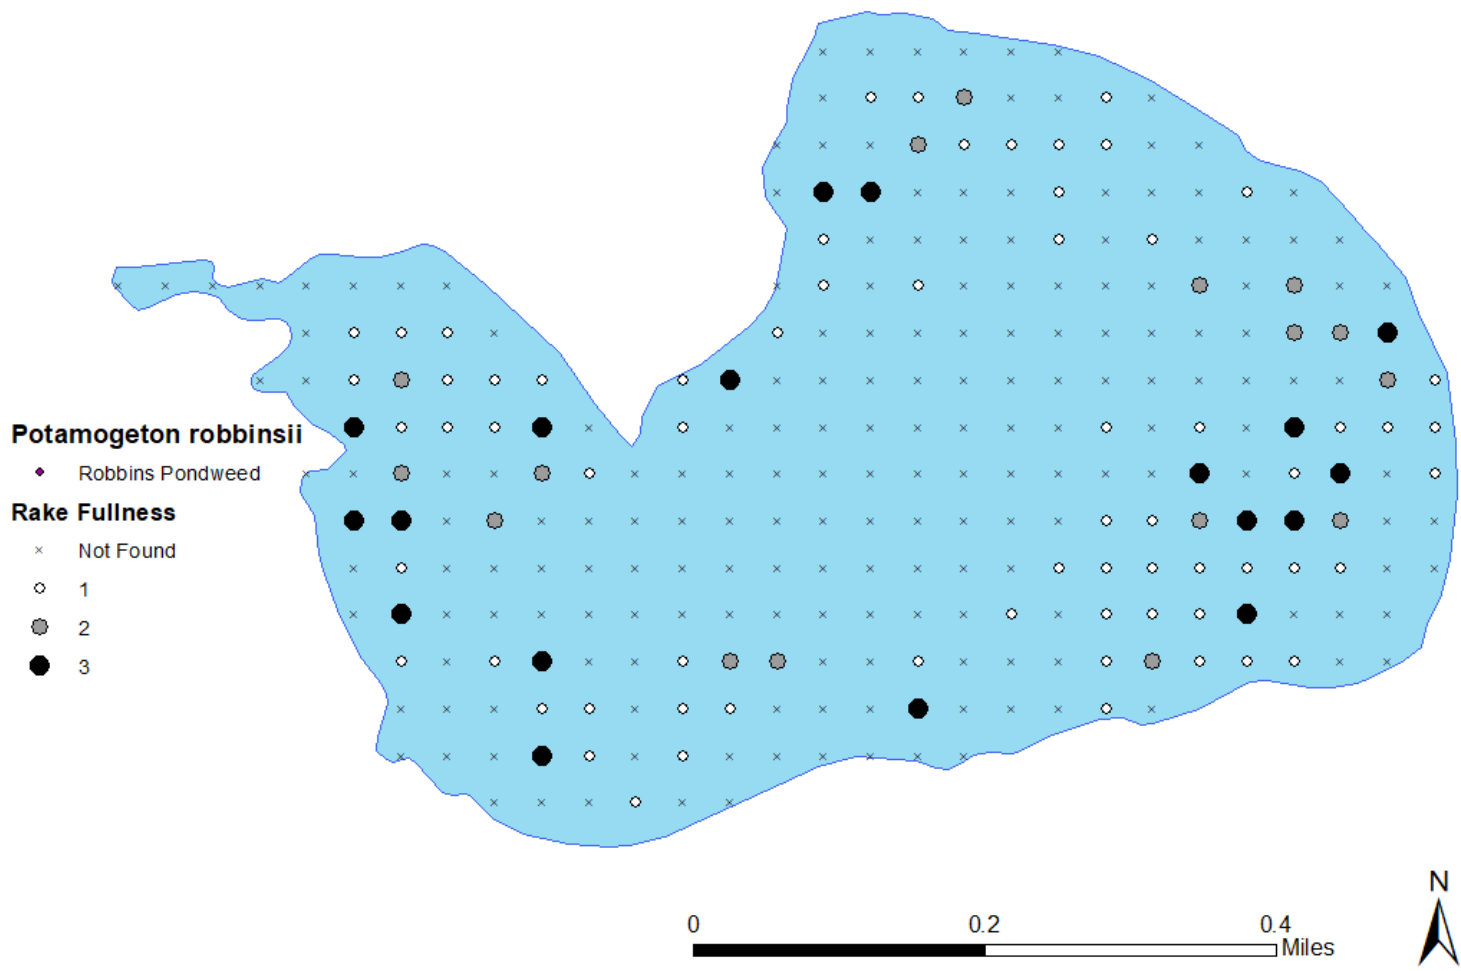 Potamogeton robbinsii
Robbins Pondweed
Rake Fullness
Not Found
1
2
3
N
0 0.2 0.4
Miles